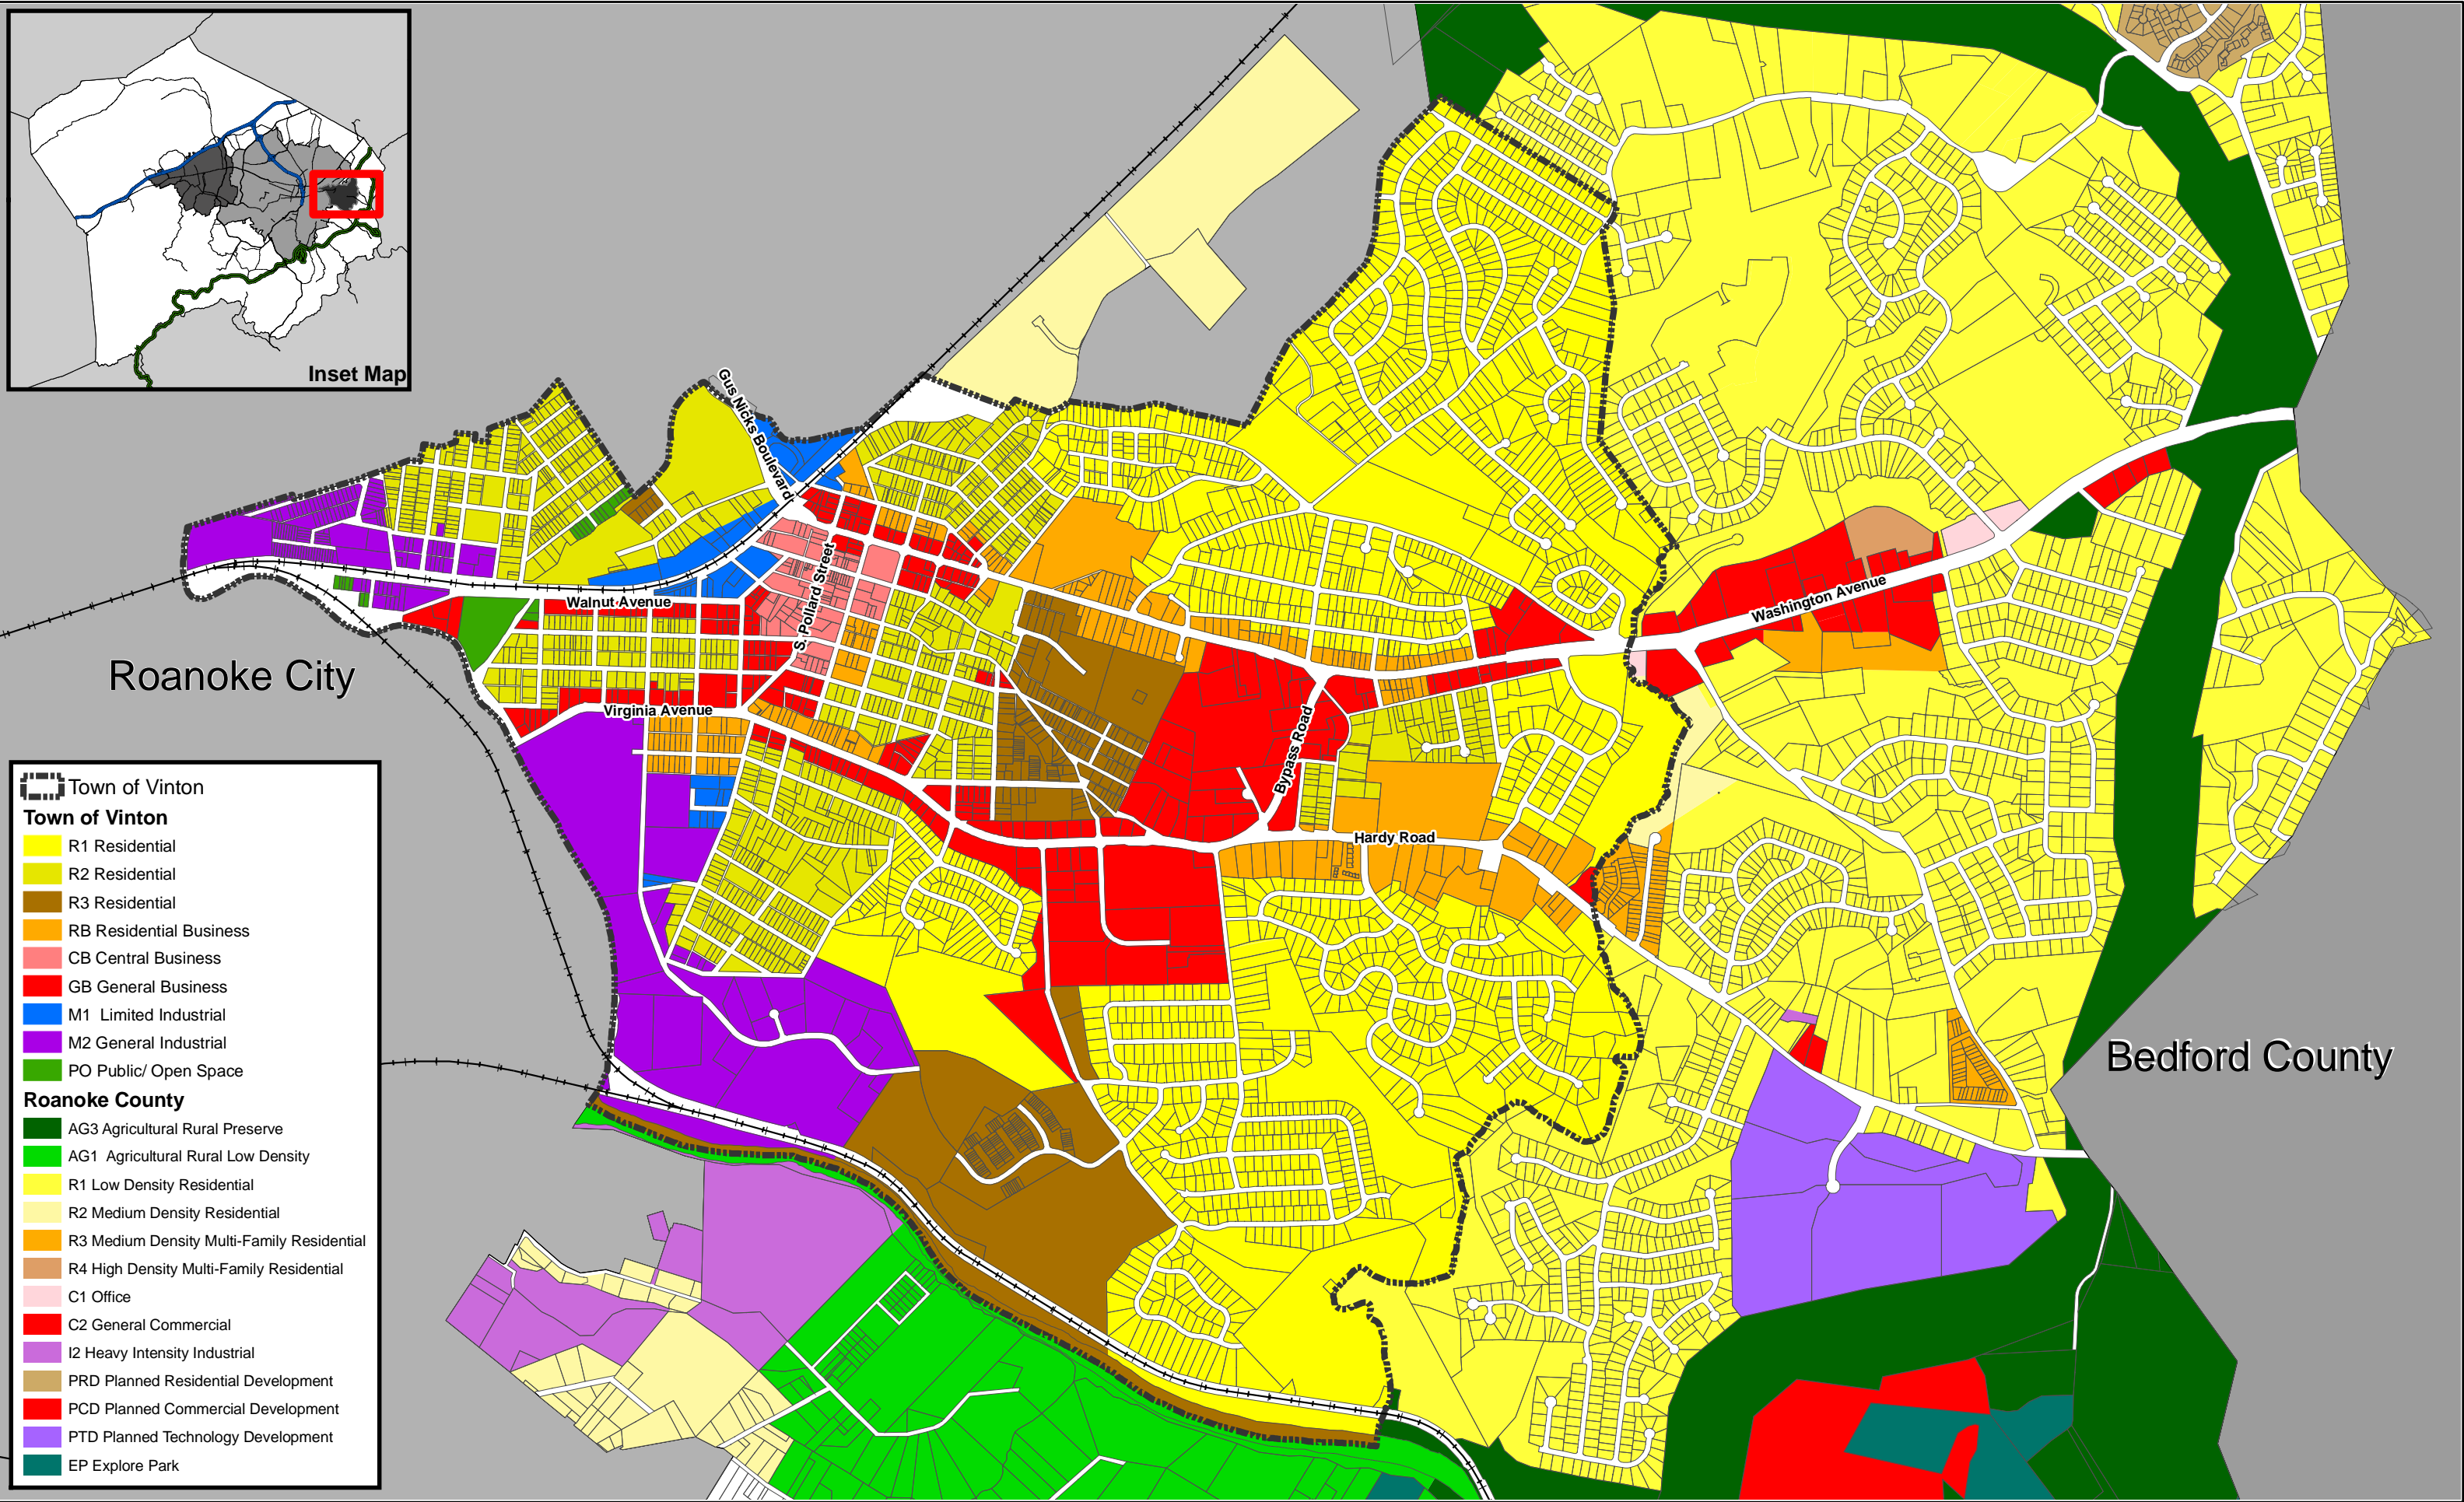 Inset Map
Gus Nicks Boulevard
Walnut Avenue
S. Pollard Street
Washington Avenue
Roanoke City
Virginia Avenue
Bypass Road
Hardy Road
Bedford County
Town of Vinton
Town of Vinton
R1 Residential
R2 Residential
R3 Residential
RB Residential Business
CB Central Business
GB General Business
M1 Limited Industrial
M2 General Industrial
PO Public/ Open Space
Roanoke County
AG3 Agricultural Rural Preserve
AG1 Agricultural Rural Low Density
R1 Low Density Residential
R2 Medium Density Residential
R3 Medium Density Multi-Family Residential
R4 High Density Multi-Family Residential
C1 Office
C2 General Commercial
I2 Heavy Intensity Industrial
PRD Planned Residential Development
PCD Planned Commercial Development
PTD Planned Technology Development
EP Explore Park